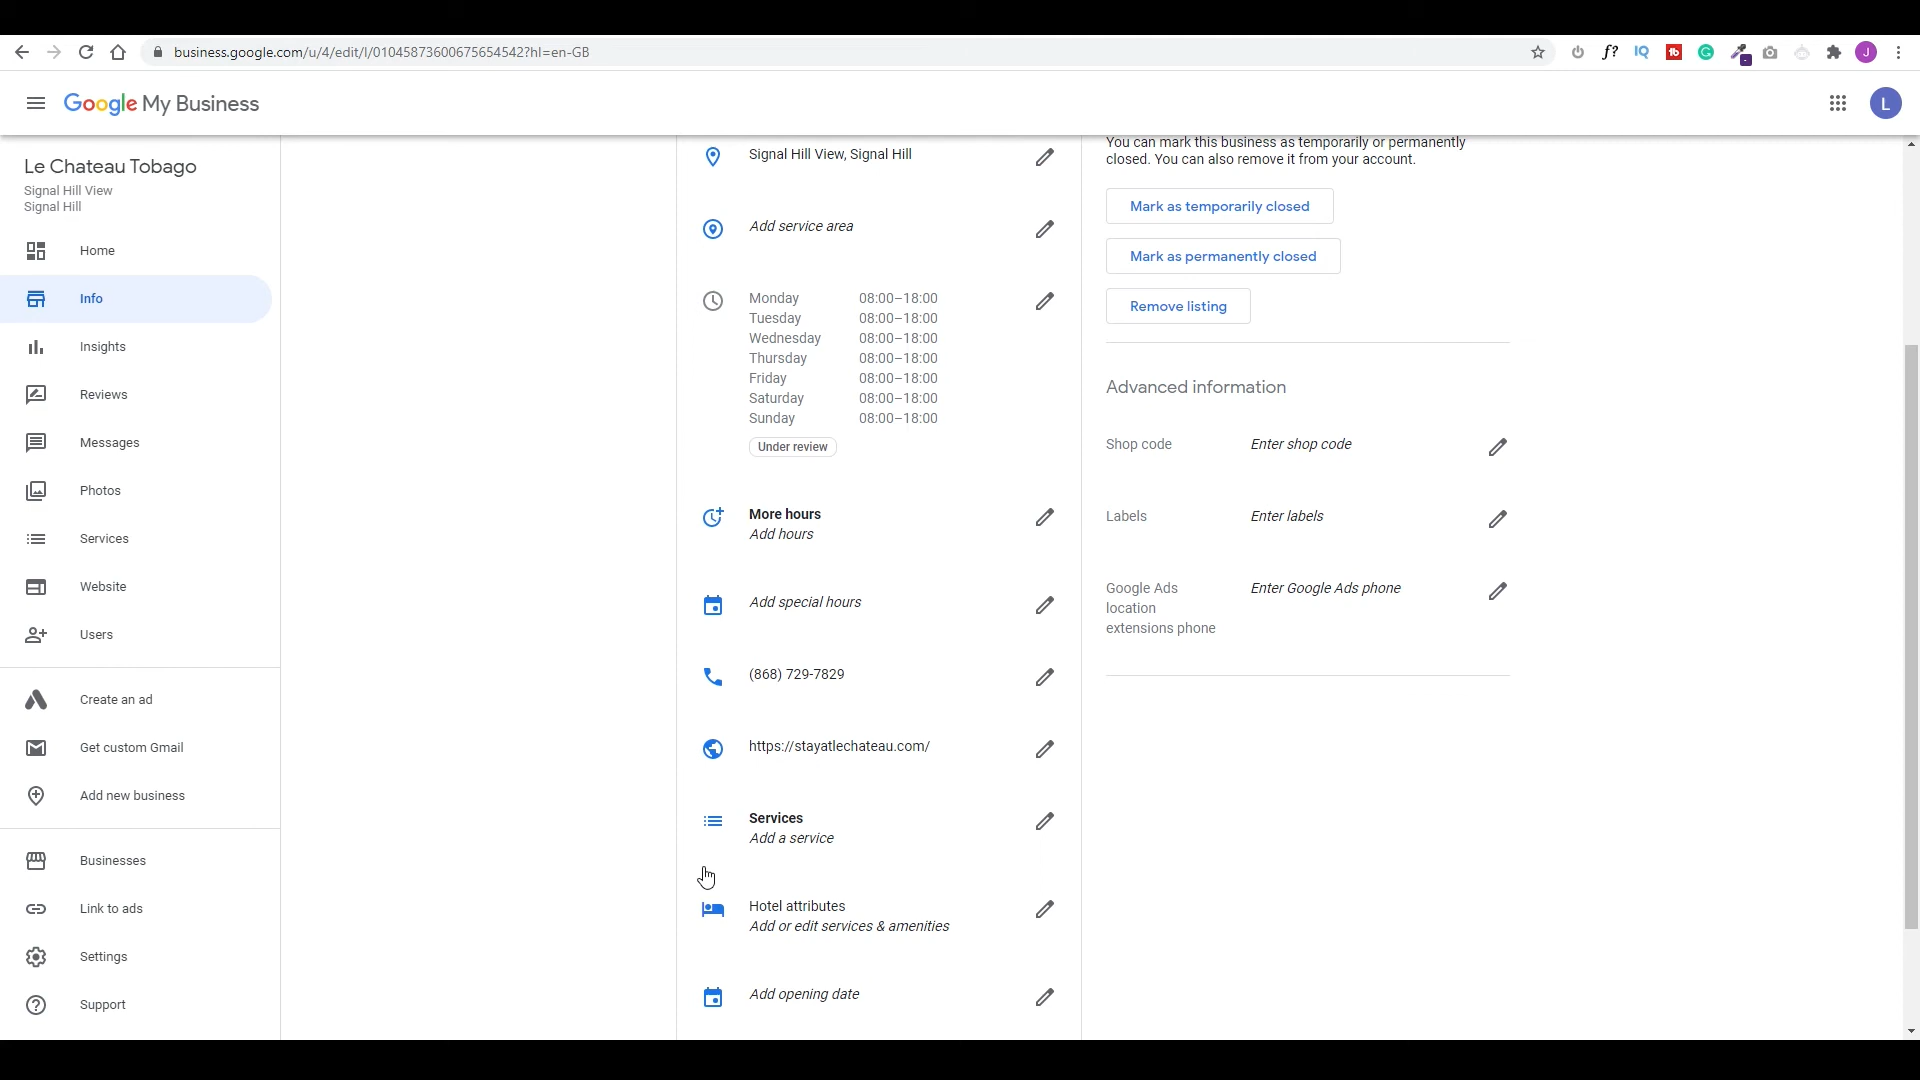 business.google.com/u/4/edit/l/01045873600675654542?hl=en-GB
f?
IQ
tb
J
Google My Business
L
Le Chateau Tobago
Signal Hill View
Signal Hill
Home
Info
Insights
Reviews
Messages
Photos
Services
Website
Users
Create an ad
Get custom Gmail
Add new business
Businesses
Link to ads
Settings
Support
Signal Hill View, Signal Hill
Add service area
Monday 08:00–18:00
Tuesday 08:00–18:00
Wednesday 08:00–18:00
Thursday 08:00–18:00
Friday 08:00–18:00
Saturday 08:00–18:00
Sunday 08:00–18:00
Under review
More hours
Add hours
Add special hours
(868) 729-7829
https://stayatlechateau.com/
Services
Add a service
Hotel attributes
Add or edit services & amenities
Add opening date
You can mark this business as temporarily or permanently
closed. You can also remove it from your account.
Mark as temporarily closed
Mark as permanently closed
Remove listing
Advanced information
Shop code Enter shop code
Labels Enter labels
Google Ads Enter Google Ads phone
location
extensions phone